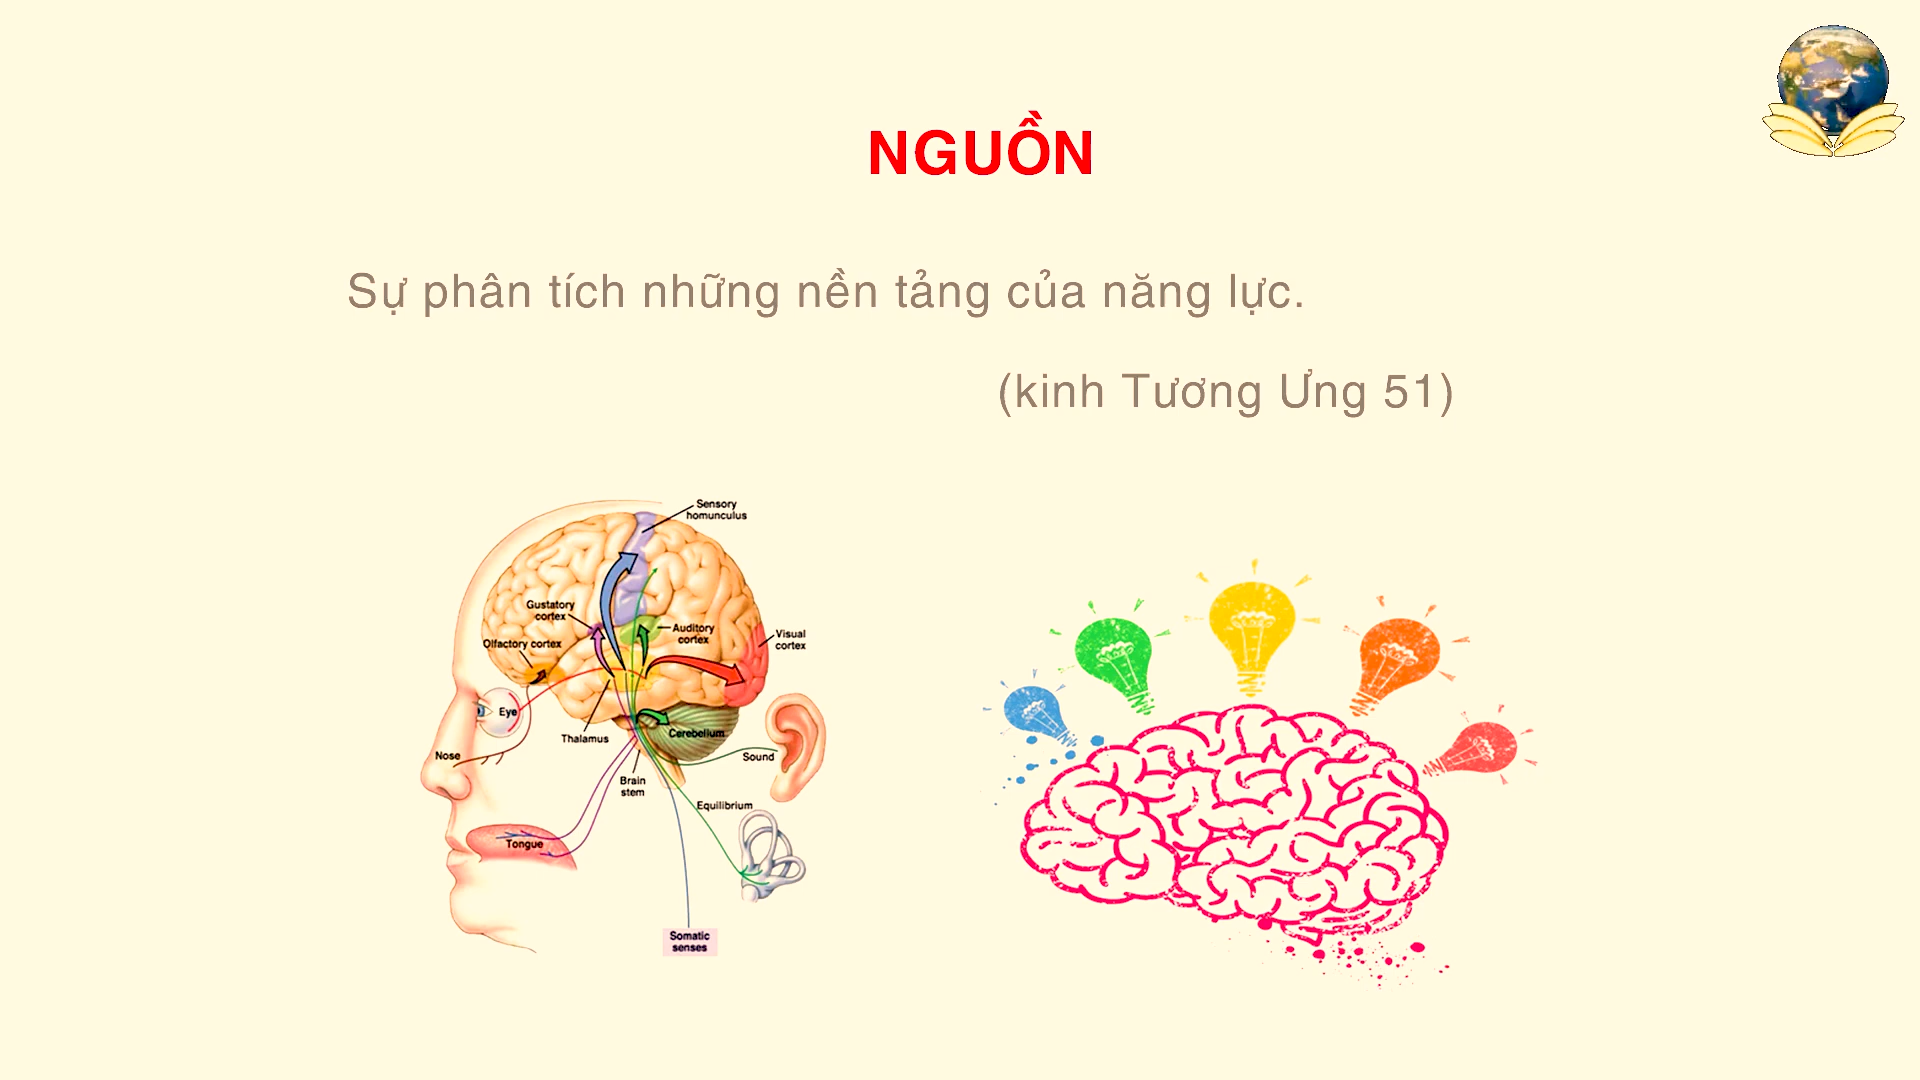 NGUỒN
Sự phân tích những nền tảng của năng lực.
(kinh Tương Ưng 51)
Sensory
homunculus
Gustatory
cortex
Auditory
cortex
Visual
cortex
Olfactory cortex
Eye
Thalamus
Cerebellum
Nose
Sound
Brain
stem
Equilibrium
Tongue
Somatic
senses